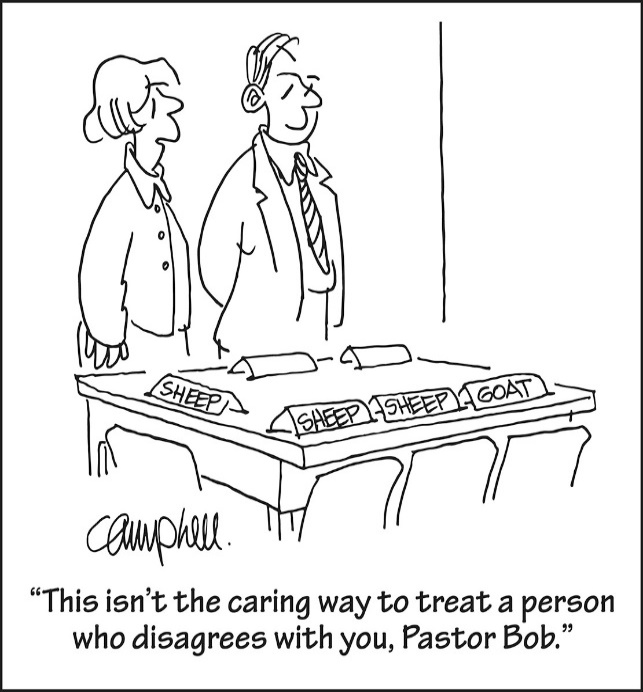 SHEEP
SHEEP SHEEP GOAT
Campbell.
“This isn’t the caring way to treat a person
who disagrees with you, Pastor Bob.”